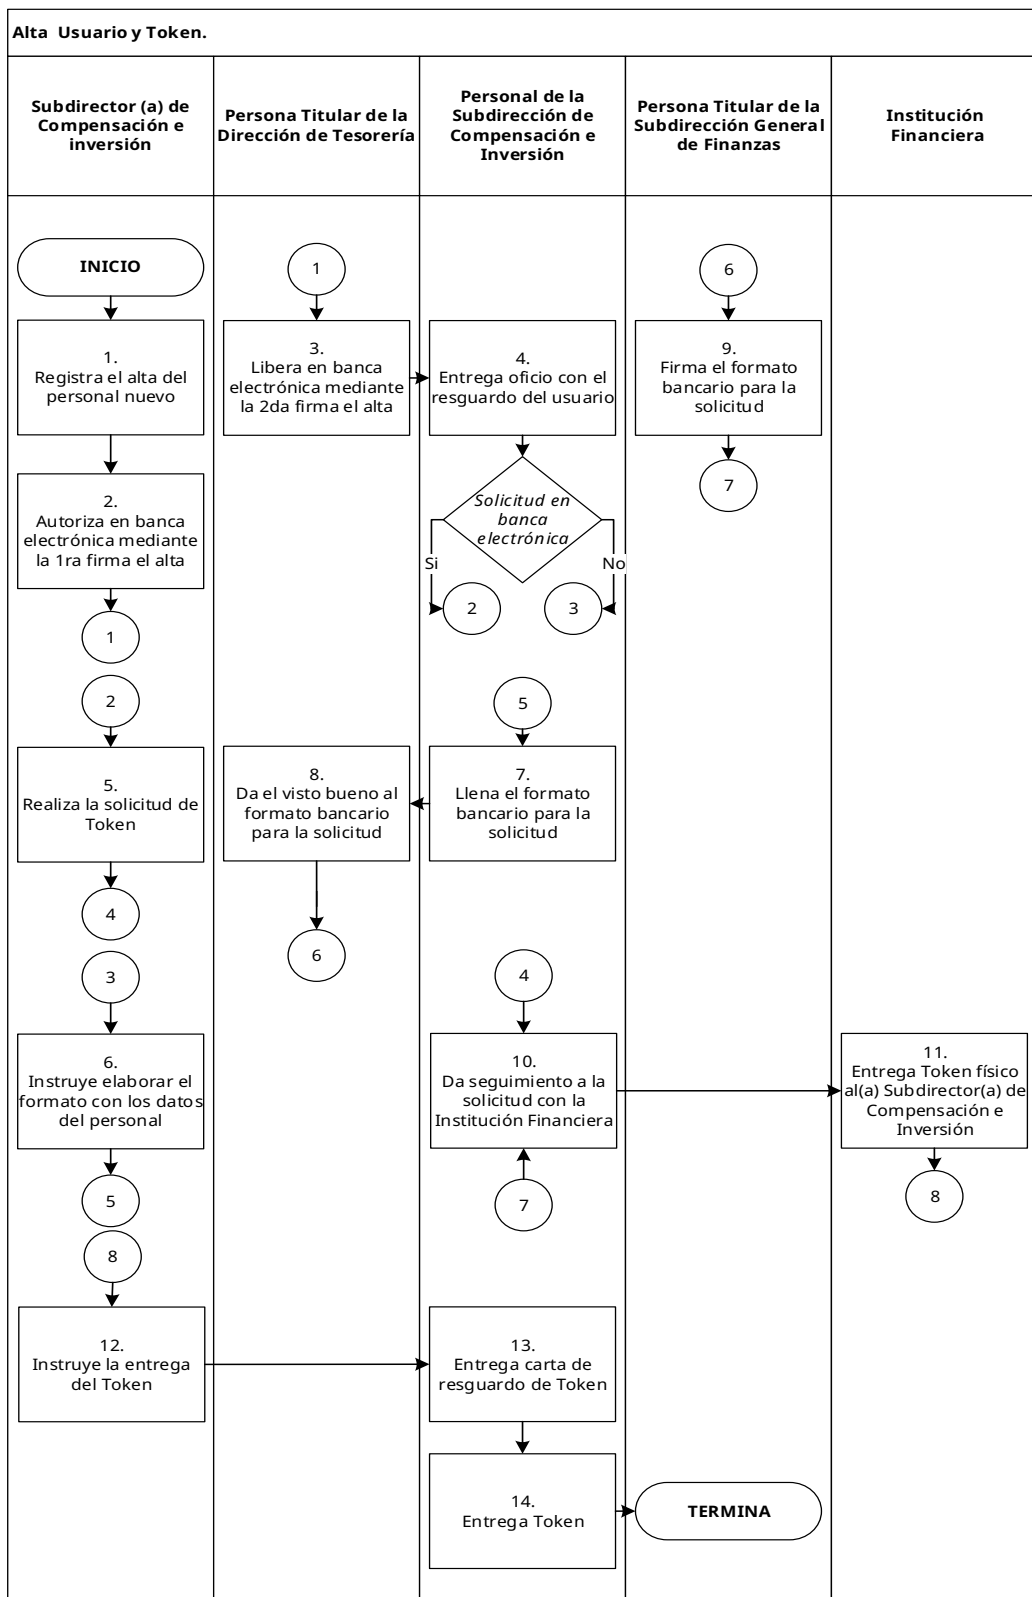 Alta Usuario y Token.
Subdirector (a) de
Compensación e
inversión
Persona Titular de la
Dirección de Tesorería
Personal de la
Subdirección de
Compensación e
Inversión
Persona Titular de la
Subdirección General
de Finanzas
Institución
Financiera
INICIO
1
6
1.
Registra el alta del
personal nuevo
3.
Libera en banca
electrónica mediante
la 2da firma el alta
4.
Entrega oficio con el
resguardo del usuario
9.
Firma el formato
bancario para la
solicitud
2.
Autoriza en banca
electrónica mediante
la 1ra firma el alta
Solicitud en
banca
electrónica
7
Si
No
2
3
1
2
5
5.
Realiza la solicitud de
Token
8.
Da el visto bueno al
formato bancario
para la solicitud
7.
Llena el formato
bancario para la
solicitud
4
6
3
4
6.
Instruye elaborar el
formato con los datos
del personal
10.
Da seguimiento a la
solicitud con la
Institución Financiera
11.
Entrega Token físico
al(a) Subdirector(a) de
Compensación e
Inversión
5
7
8
8
12.
Instruye la entrega
del Token
13.
Entrega carta de
resguardo de Token
14.
Entrega Token
TERMINA